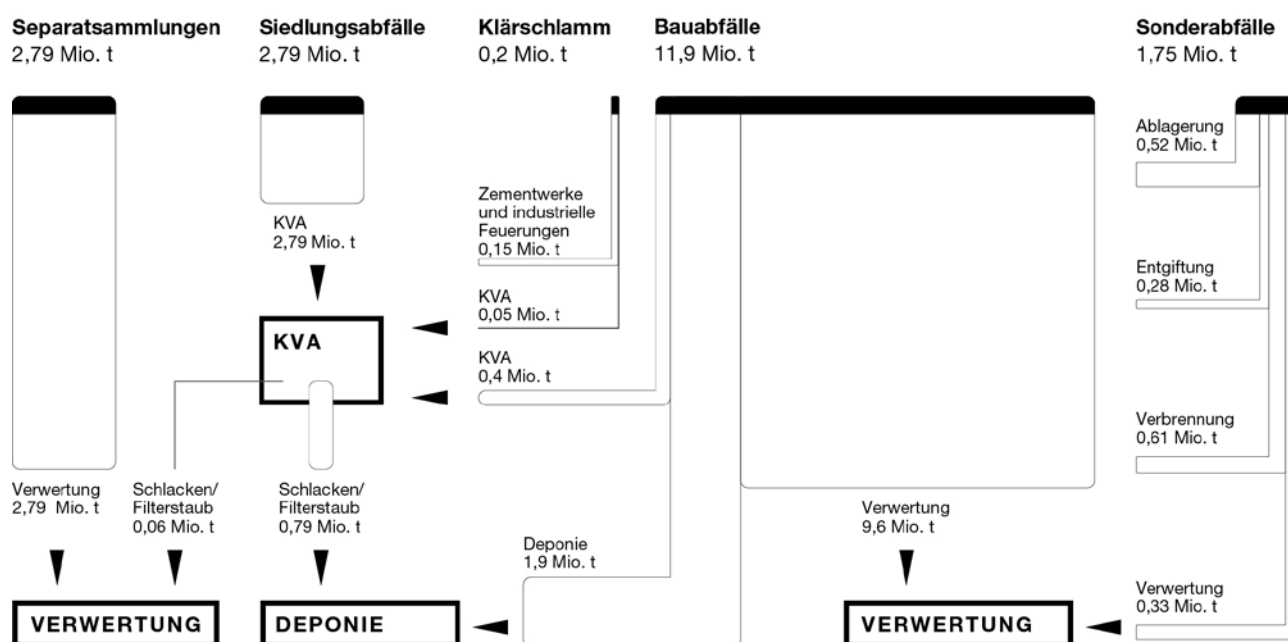 Separatsammlungen
2,79 Mio. t
Siedlungsabfälle
2,79 Mio. t
Klärschlamm
0,2 Mio. t
Bauabfälle
11,9 Mio. t
Sonderabfälle
1,75 Mio. t
Ablagerung
0,52 Mio. t
Zementwerke
und industrielle
Feuerungen
0,15 Mio. t
KVA
2,79 Mio. t
Entgiftung
0,28 Mio. t
KVA
0,05 Mio. t
KVA
KVA
0,4 Mio. t
Verbrennung
0,61 Mio. t
Verwertung
2,79 Mio. t
Schlacken/
Filterstaub
0,06 Mio. t
Schlacken/
Filterstaub
0,79 Mio. t
Verwertung
9,6 Mio. t
Deponie
1,9 Mio. t
Verwertung
0,33 Mio. t
VERWERTUNG
DEPONIE
VERWERTUNG